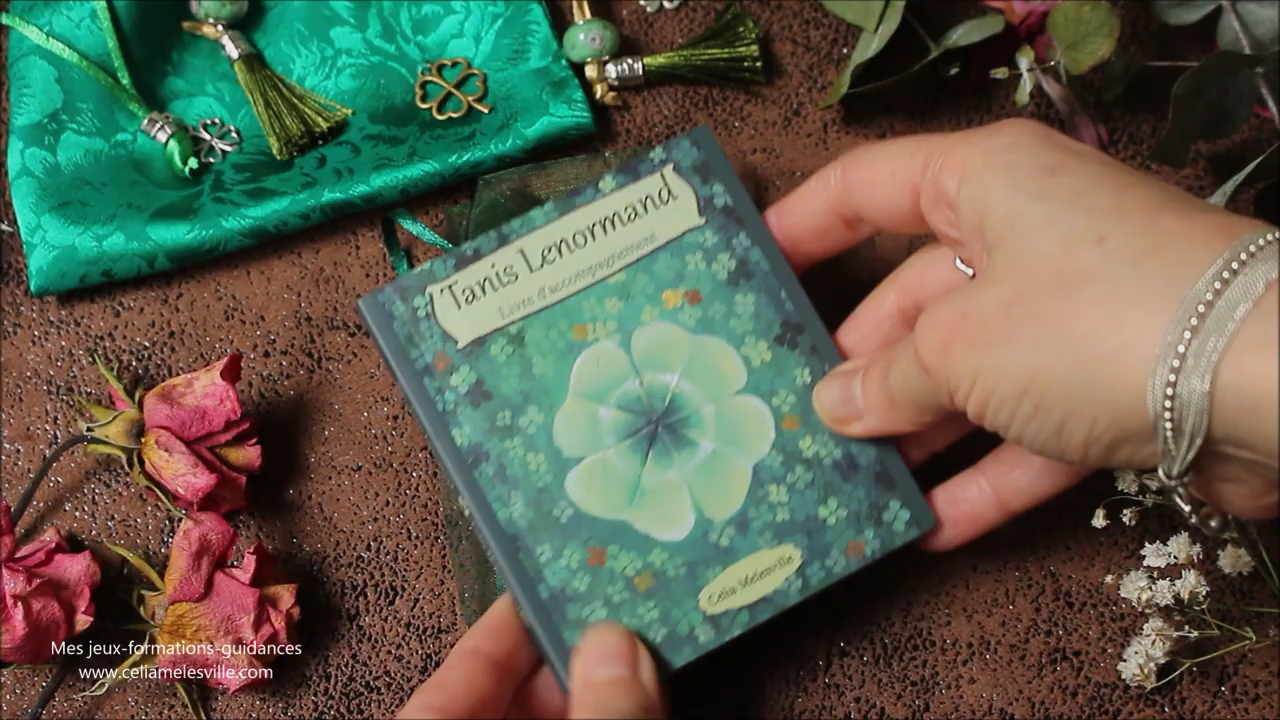 Tanis Lenormand
Livre d'accompagnement
Célia Melesville
Mes jeux-formations-guidances
www.celiamelesville.com